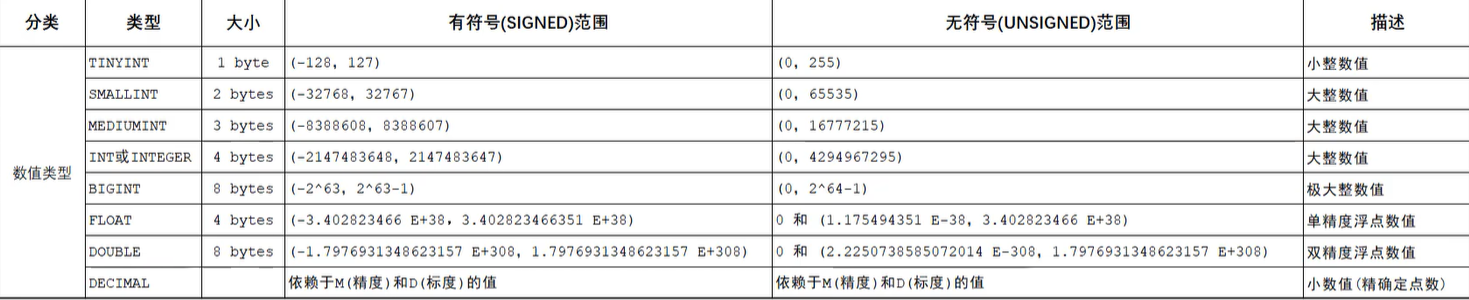 分类 类型 大小 有符号(SIGNED)范围 无符号(UNSIGNED)范围 描述
TINYINT 1 byte (-128, 127) (0, 255) 小整数值
SMALLINT 2 bytes (-32768, 32767) (0, 65535) 大整数值
MEDIUMINT 3 bytes (-8388608, 8388607) (0, 16777215) 大整数值
INT或INTEGER 4 bytes (-2147483648, 2147483647) (0, 4294967295) 大整数值
数值类型
BIGINT 8 bytes (-2^63, 2^63-1) (0, 2^64-1) 极大整数值
FLOAT 4 bytes (-3.402823466 E+38, 3.402823466351 E+38) 0 和 (1.175494351 E-38, 3.402823466 E+38) 单精度浮点数值
DOUBLE 8 bytes (-1.7976931348623157 E+308, 1.7976931348623157 E+308) 0 和 (2.2250738585072014 E-308, 1.7976931348623157 E+308) 双精度浮点数值
DECIMAL 依赖于M(精度)和D(标度)的值 依赖于M(精度)和D(标度)的值 小数值(精确定点数)